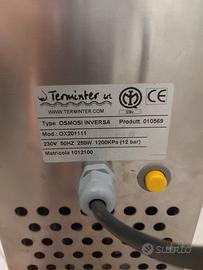 Terminter srl
WWW.TERMINTER.COM
Type OSMOSI INVERSA Produtt. 010569
Mod.: OX201111
230V 50HZ 250W 1200KPa (12 bar)
Matricola 1012100
subito